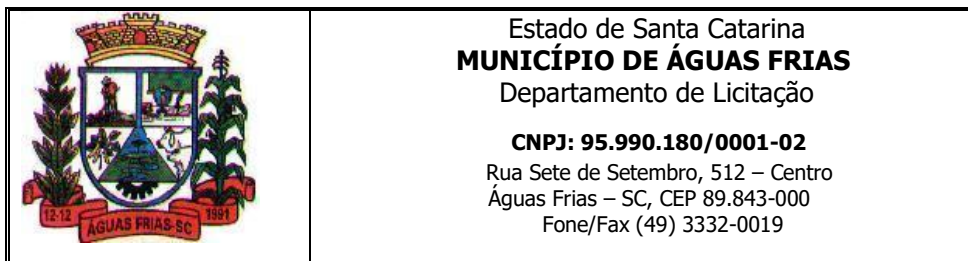 Estado de Santa Catarina
MUNICÍPIO DE ÁGUAS FRIAS
Departamento de Licitação
CNPJ: 95.990.180/0001-02
Rua Sete de Setembro, 512 – Centro
Águas Frias – SC, CEP 89.843-000
Fone/Fax (49) 3332-0019
12-12
ÁGUAS FRIAS-SC
1991